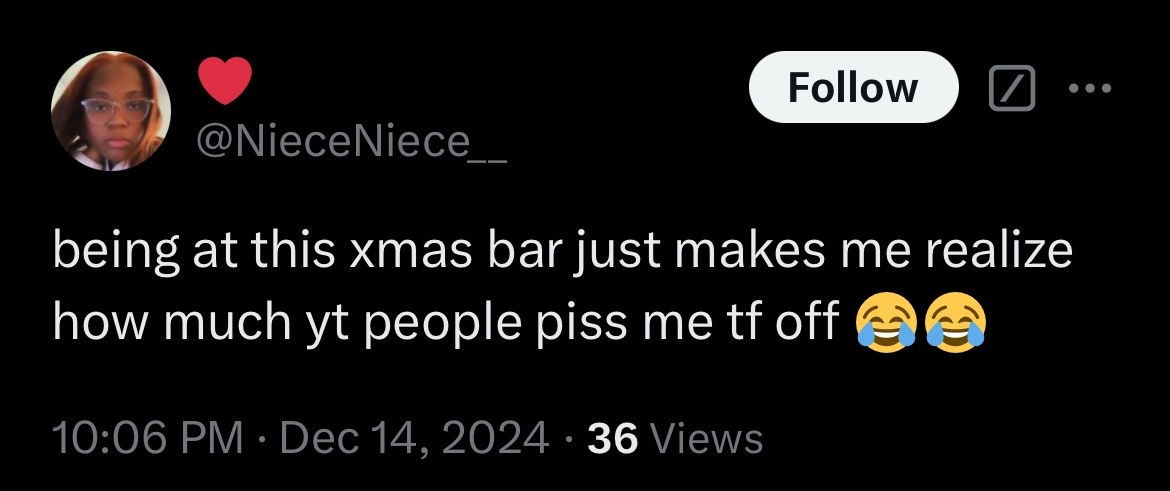 ❤️
Follow
@NieceNiece__
being at this xmas bar just makes me realize
how much yt people piss me tf off 😂😂
10:06 PM · Dec 14, 2024 · 36 Views